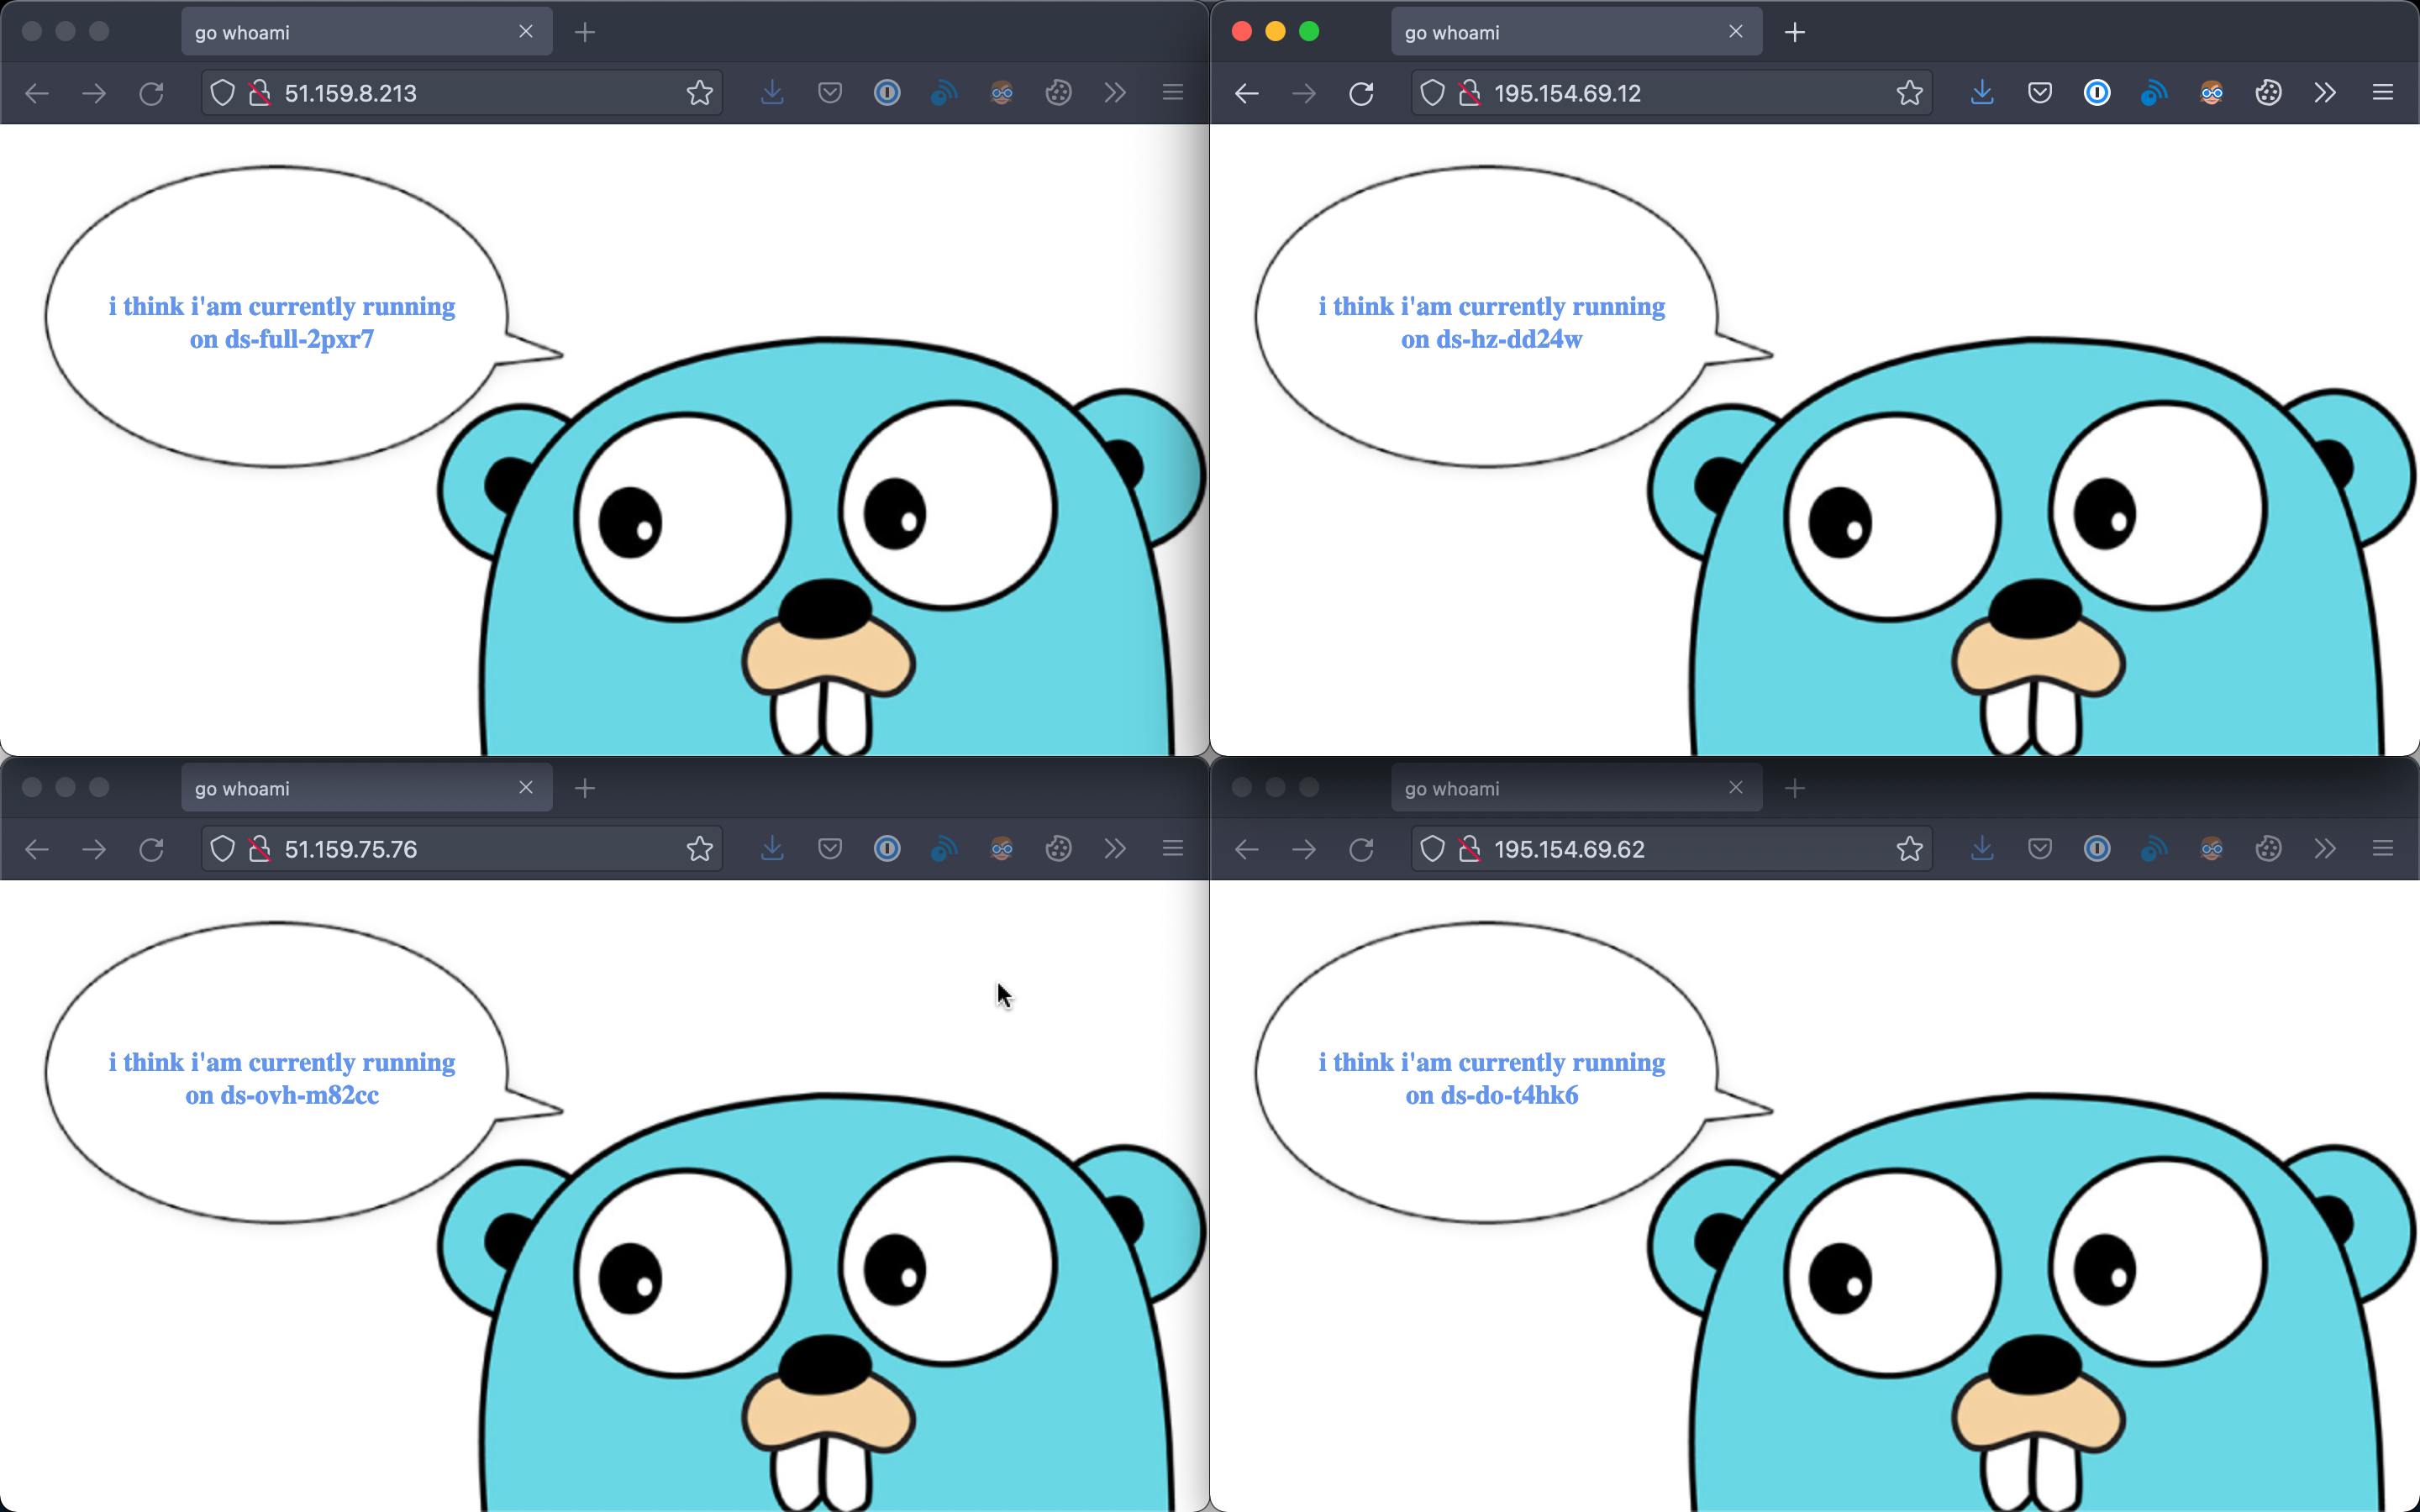 go whoami
51.159.8.213
i think i'am currently running
on ds-full-2pxr7
go whoami
195.154.69.12
i think i'am currently running
on ds-hz-dd24w
go whoami
51.159.75.76
i think i'am currently running
on ds-ovh-m82cc
go whoami
195.154.69.62
i think i'am currently running
on ds-do-t4hk6